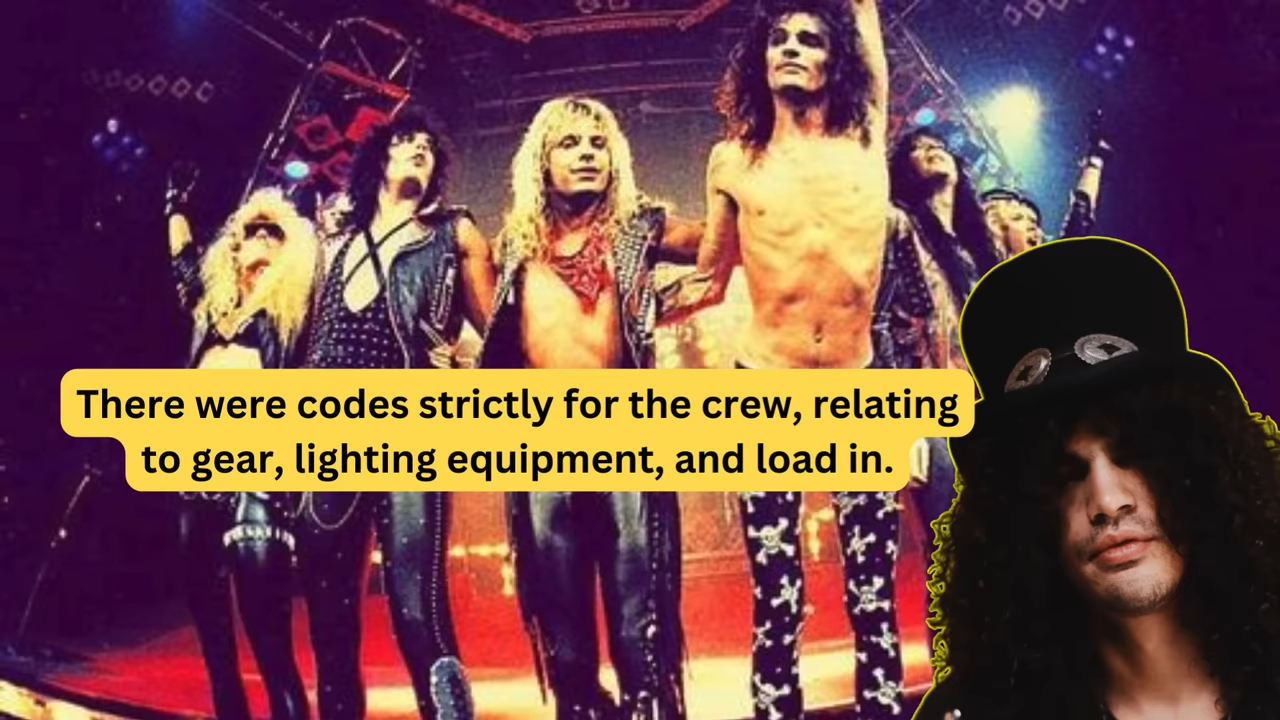 There were codes strictly for the crew, relating
to gear, lighting equipment, and load in.